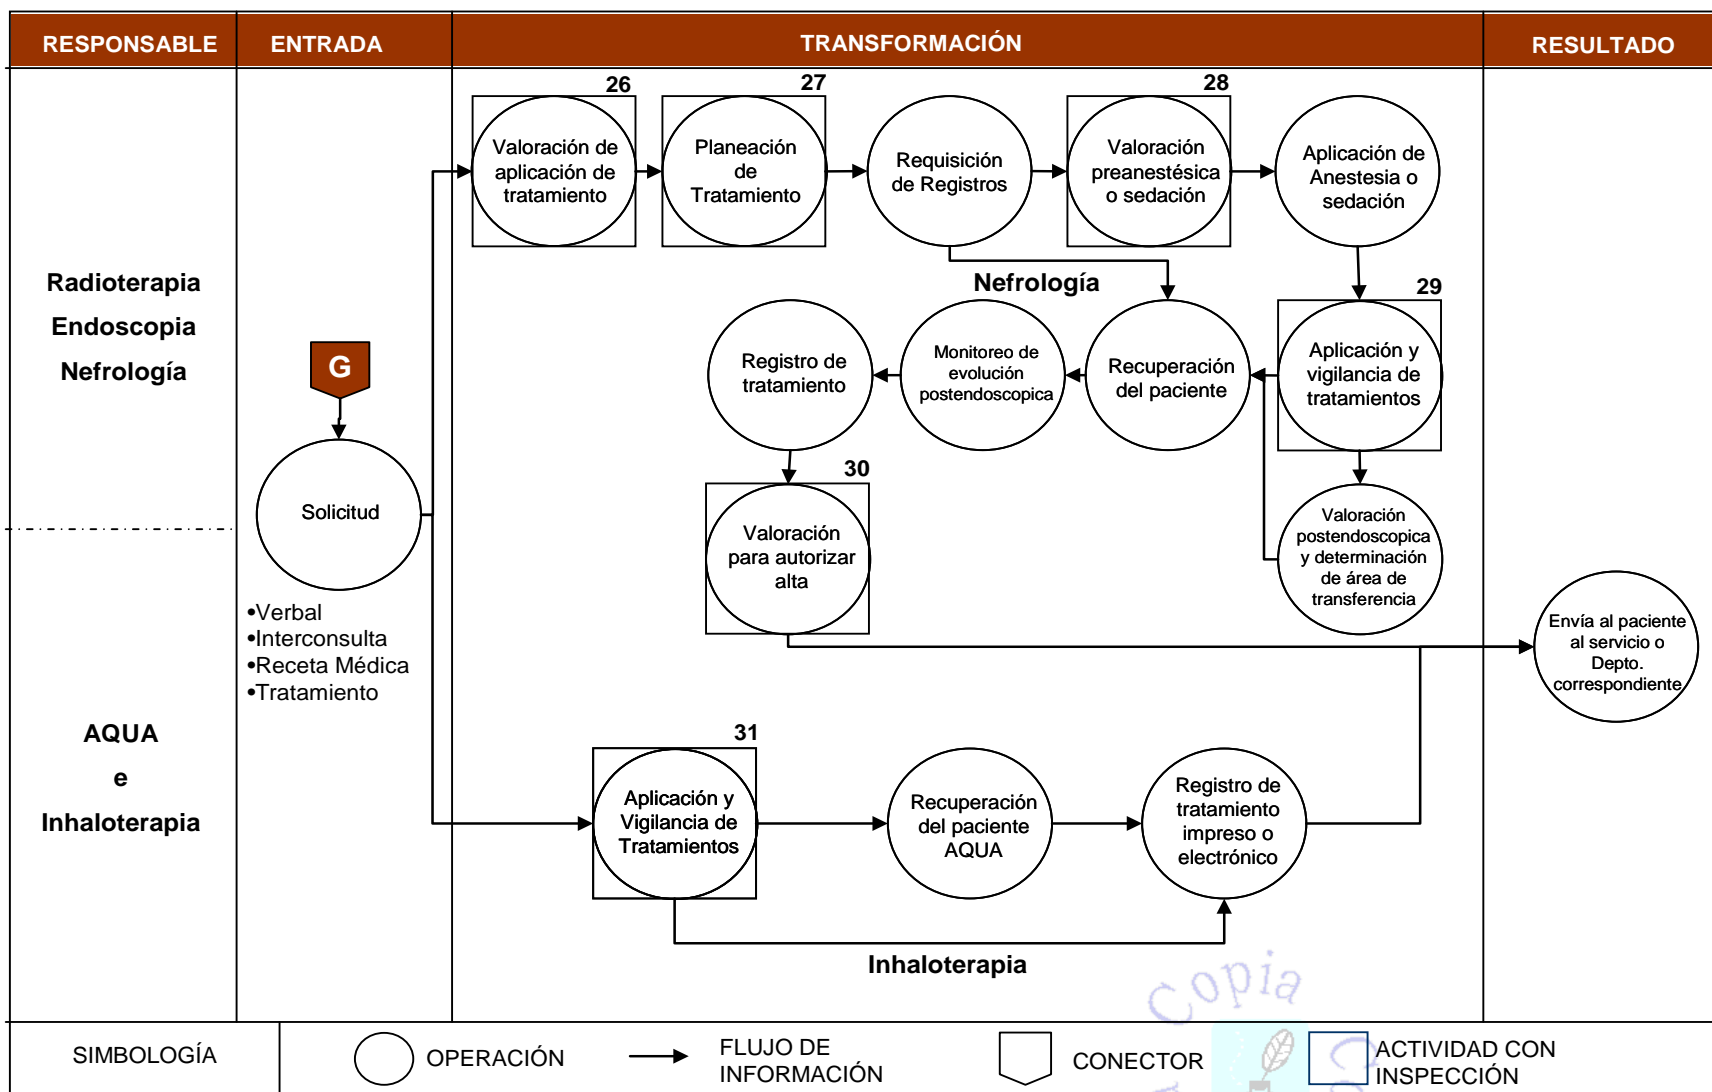 RESPONSABLE
ENTRADA
TRANSFORMACIÓN
RESULTADO
Radioterapia
Endoscopia
Nefrología
AQUA
e
Inhaloterapia
G
Solicitud
•Verbal
•Interconsulta
•Receta Médica
•Tratamiento
26
Valoración de
aplicación de
tratamiento
27
Planeación
de
Tratamiento
Requisición
de Registros
28
Valoración
preanestésica
o sedación
Aplicación de
Anestesia o
sedación
Nefrología
29
Aplicación y
vigilancia de
tratamientos
Recuperación
del paciente
Monitoreo de
evolución
postendoscopica
Registro de
tratamiento
30
Valoración
para autorizar
alta
Valoración
postendoscopica
y determinación
de área de
transferencia
Envía al paciente
al servicio o
Depto.
correspondiente
31
Aplicación y
Vigilancia de
Tratamientos
Recuperación
del paciente
AQUA
Registro de
tratamiento
impreso o
electrónico
Inhaloterapia
Copia
SIMBOLOGÍA
OPERACIÓN
FLUJO DE
INFORMACIÓN
CONECTOR
ACTIVIDAD CON
INSPECCIÓN